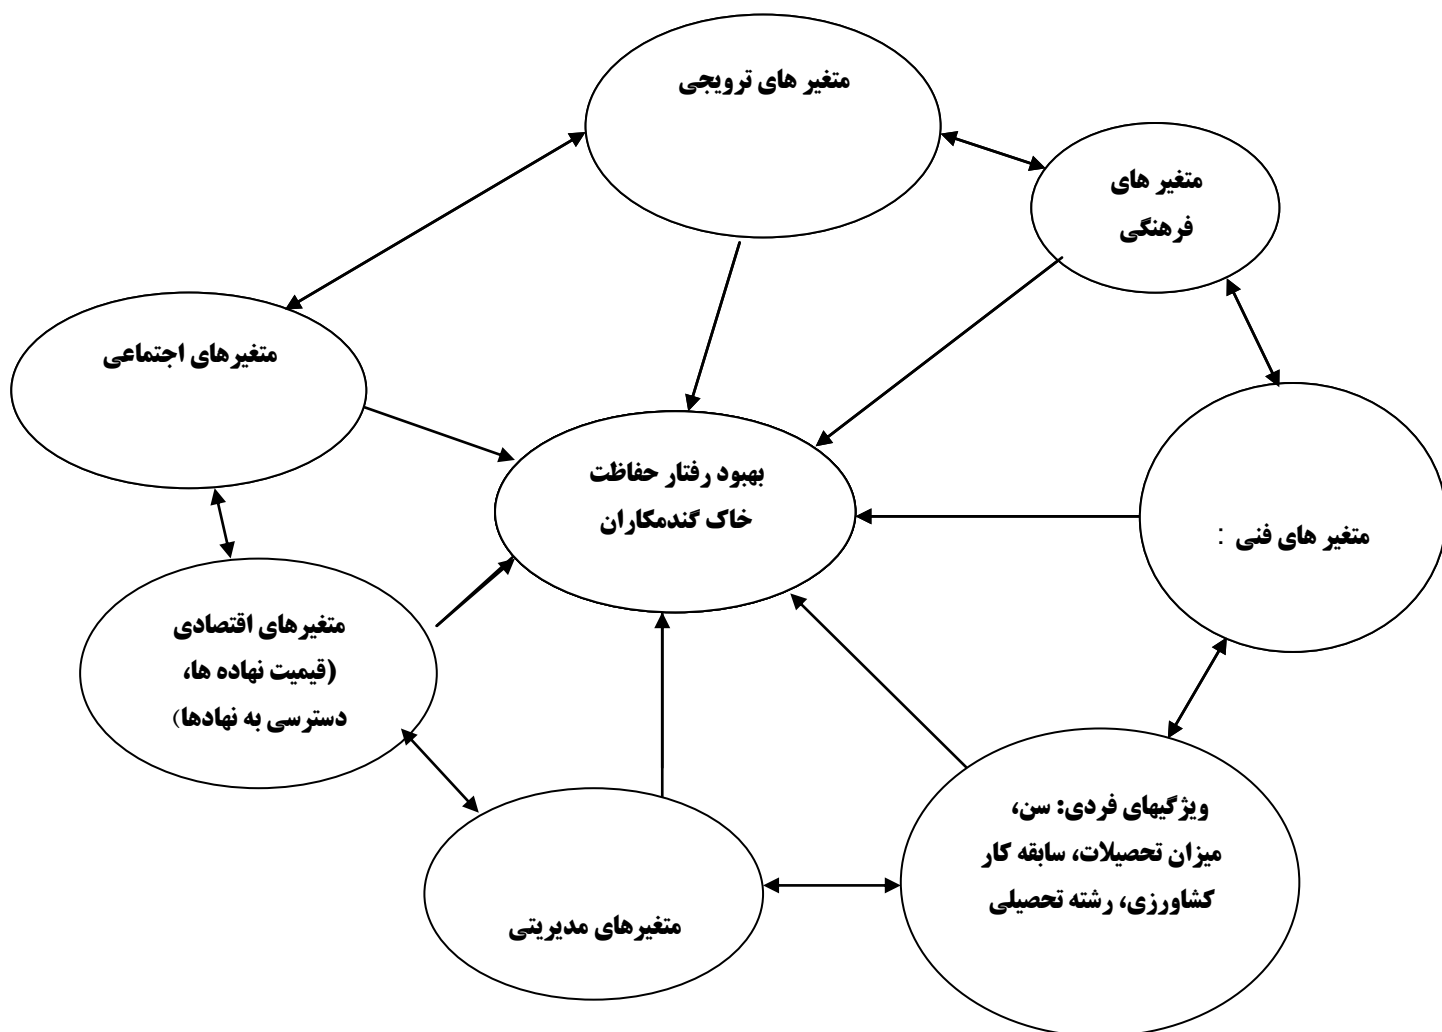 متغیر های ترویجی
متغیر های
فرهنگی
متغیرهای اجتماعی
بهبود رفتار حفاظت
خاک گندمکاران
متغیر های فنی :
متغیرهای اقتصادی
(قیمیت نهاده ها،
دسترسی به نهادها)
ویژگیهای فردی: سن،
میزان تحصیلات، سابقه کار
کشاورزی، رشته تحصیلی
متغیرهای مدیریتی